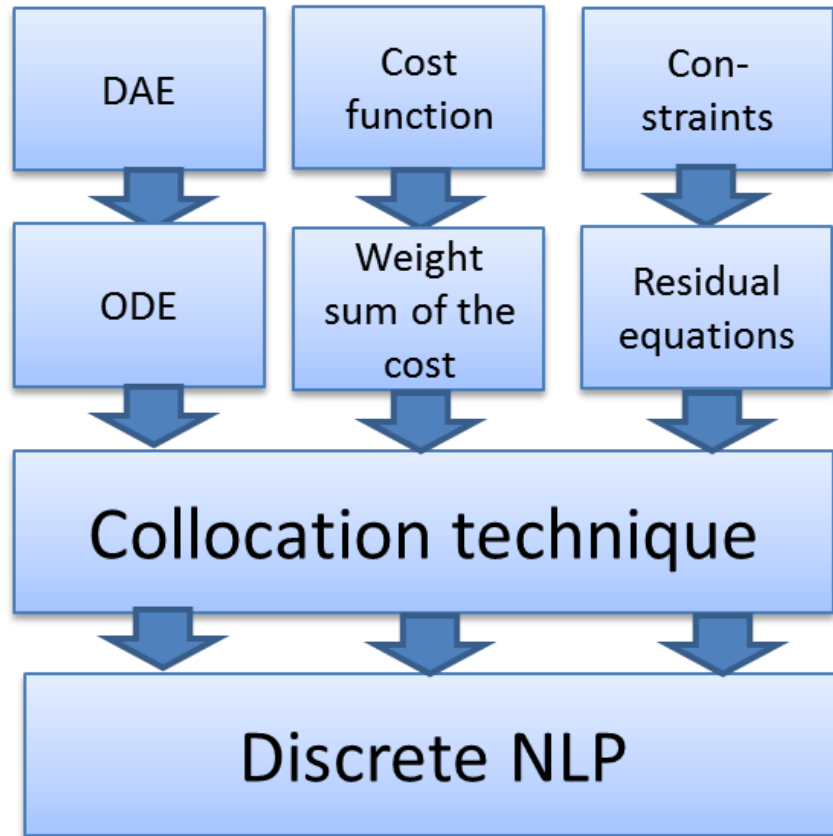 DAE
Cost
function
Con-
straints
ODE
Weight
sum of the
cost
Residual
equations
Collocation technique
Discrete NLP